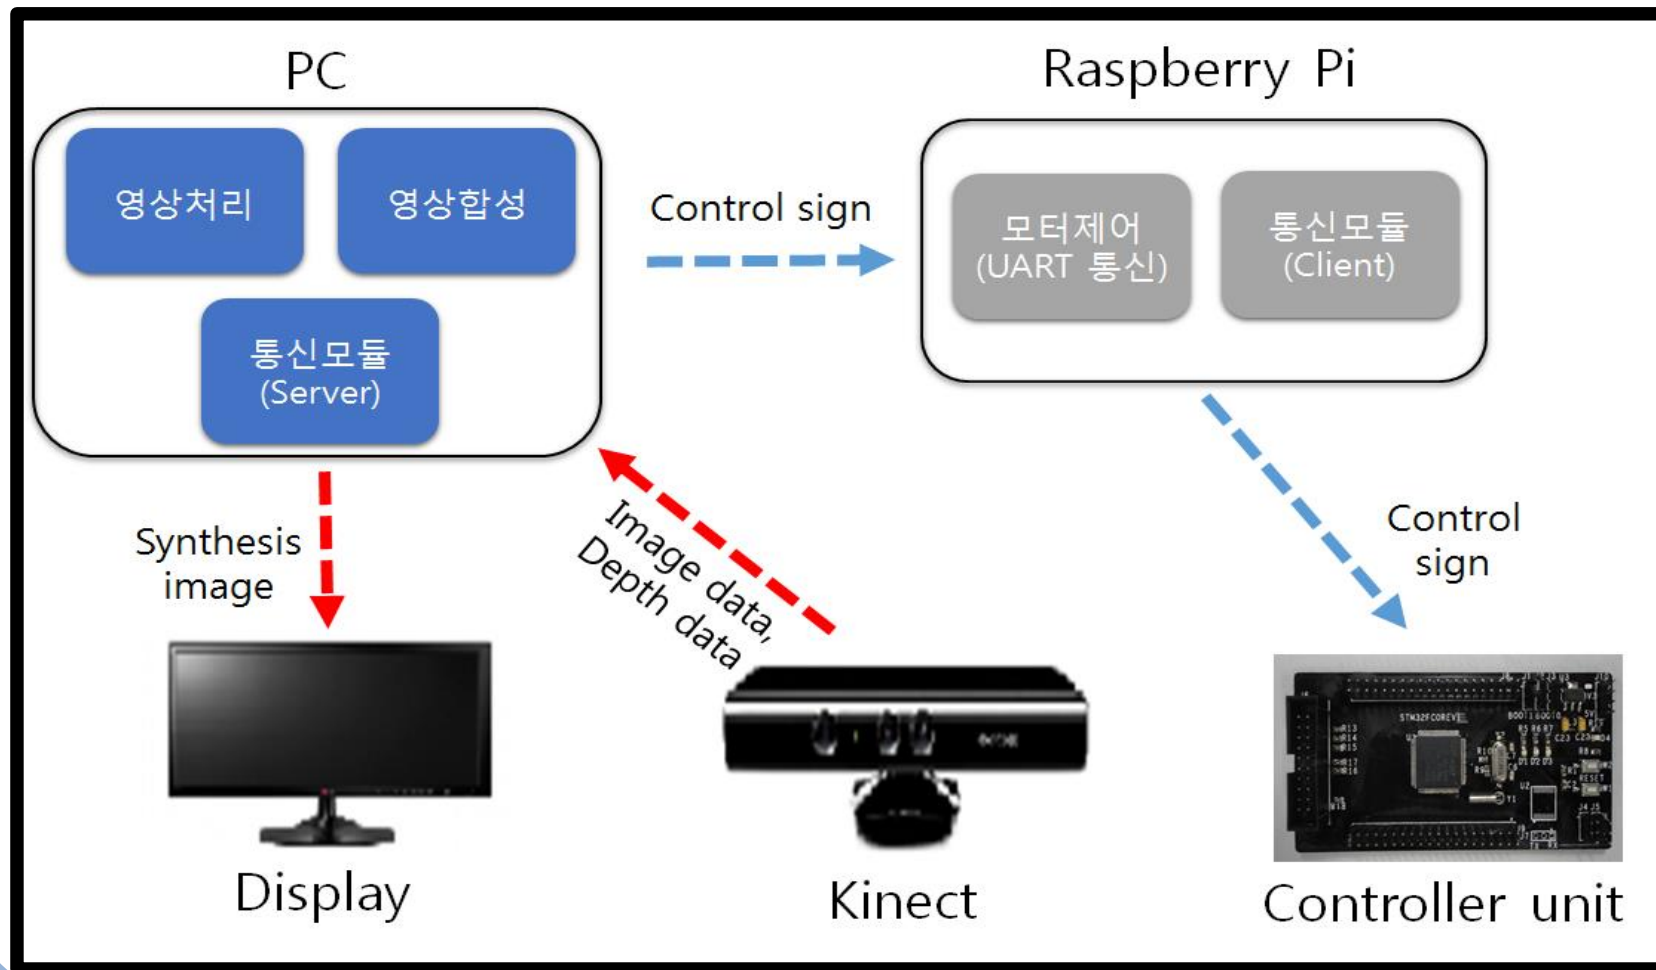 PC
Raspberry Pi
영상처리
영상합성
Control sign
모터제어
(UART 통신)
통신모듈
(Client)
통신모듈
(Server)
Synthesis
image
Image data,
Depth data
Control
sign
Display
Kinect
Controller unit